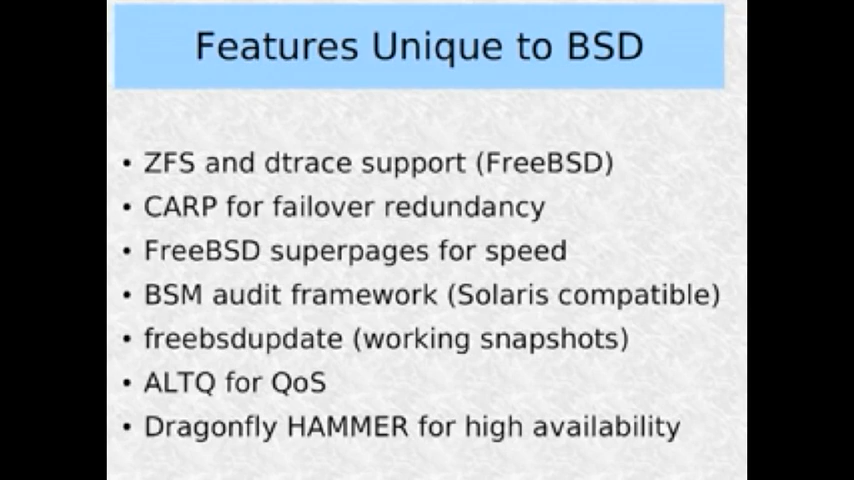 Features Unique to BSD
• ZFS and dtrace support (FreeBSD)
• CARP for failover redundancy
• FreeBSD superpages for speed
• BSM audit framework (Solaris compatible)
• freebsdupdate (working snapshots)
• ALTQ for QoS
• Dragonfly HAMMER for high availability